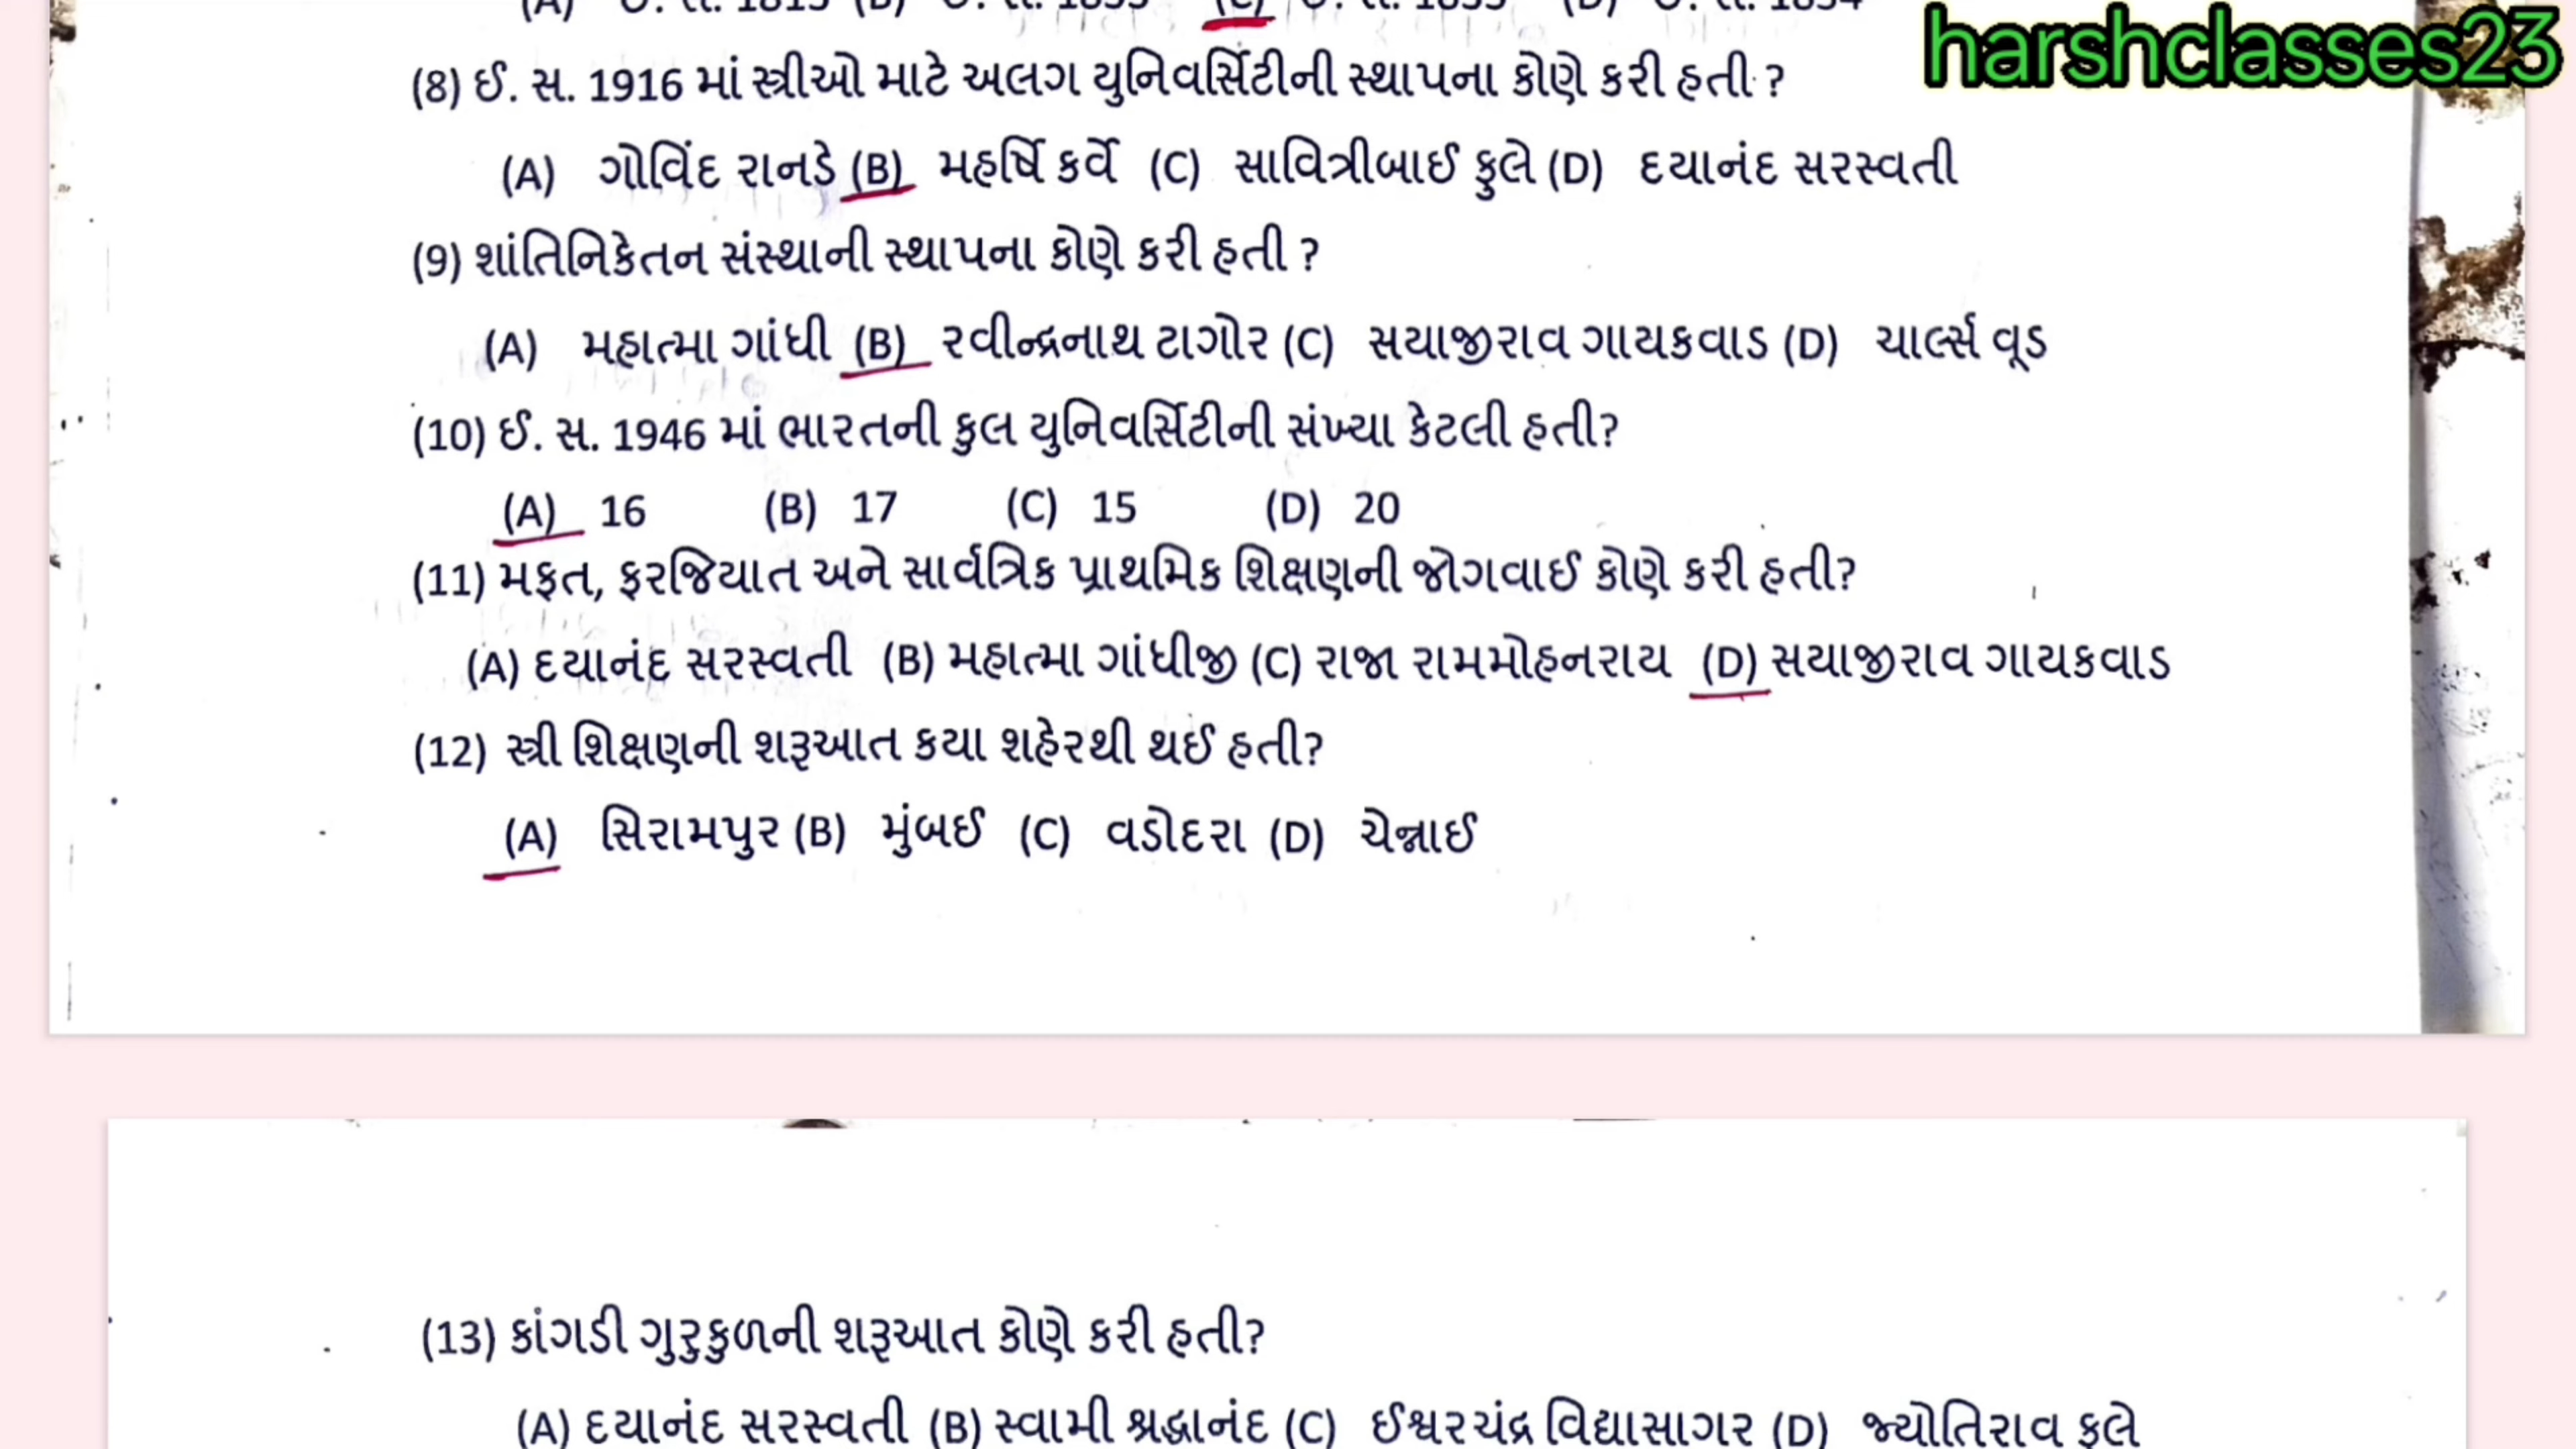 harshclasses23
(8) ઈ. સ. 1916 માં સ્ત્રીઓ માટે અલગ યુનિવર્સિટીની સ્થાપના કોણે કરી હતી ?
(A) ગોવિંદ રાનડે (B) મહર્ષિ કર્વે (C) સાવિત્રીબાઈ ફુલે (D) દયાનંદ સરસ્વતી
(9) શાંતિનિકેતન સંસ્થાની સ્થાપના કોણે કરી હતી ?
(A) મહાત્મા ગાંધી (B) રવીન્દ્રનાથ ટાગોર (C) સયાજીરાવ ગાયકવાડ (D) ચાર્લ્સ વૂડ
(10) ઈ. સ. 1946 માં ભારતની કુલ યુનિવર્સિટીની સંખ્યા કેટલી હતી?
(A) 16 (B) 17 (C) 15 (D) 20
(11) મફત, ફરજિયાત અને સાર્વત્રિક પ્રાથમિક શિક્ષણની જોગવાઈ કોણે કરી હતી?
(A) દયાનંદ સરસ્વતી (B) મહાત્મા ગાંધીજી (C) રાજા રામમોહનરાય (D) સયાજીરાવ ગાયકવાડ
(12) સ્ત્રી શિક્ષણની શરૂઆત કયા શહેરથી થઈ હતી?
(A) સિરામપુર (B) મુંબઈ (C) વડોદરા (D) ચેન્નાઈ
(13) કાંગડી ગુરુકુળની શરૂઆત કોણે કરી હતી?
(A) દયાનંદ સરસ્વતી (B) સ્વામી શ્રદ્ધાનંદ (C) ઈશ્વરચંદ્ર વિદ્યાસાગર (D) જ્યોતિરાવ ફુલે